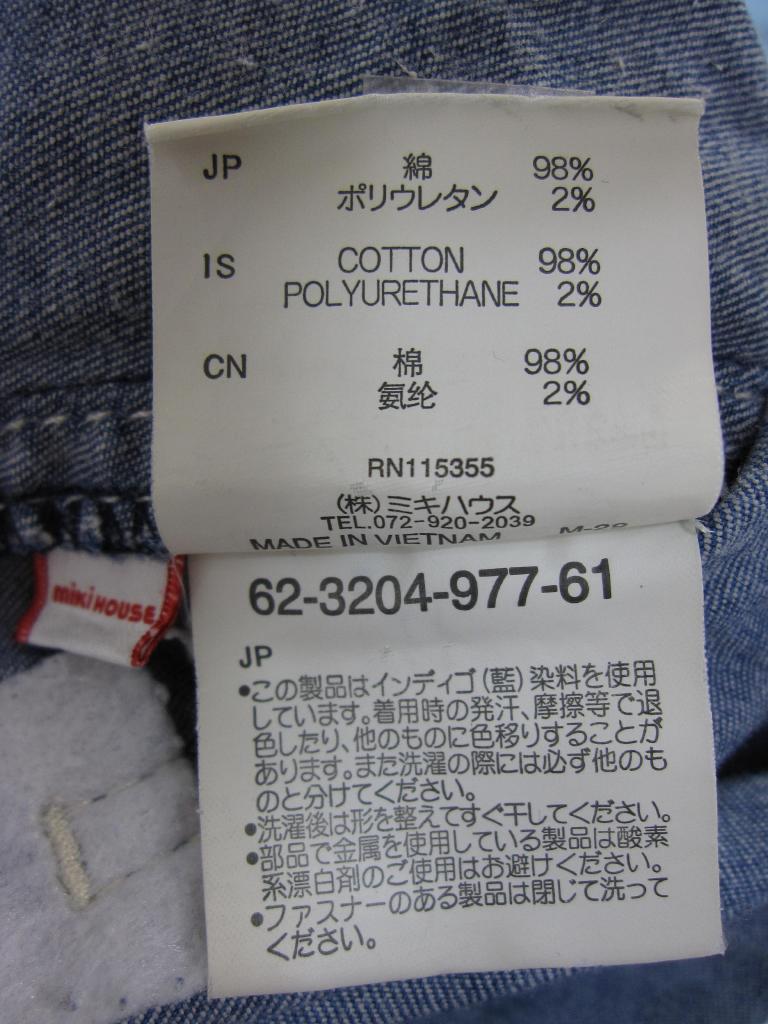 JP 綿 98%
ポリウレタン 2%
IS COTTON 98%
POLYURETHANE 2%
CN 棉 98%
氨纶 2%
RN115355
(株)ミキハウス
TEL.072-920-2039
MADE IN VIETNAM
62-3204-977-61
miKiHOUSE
JP
•この製品はインディゴ(藍)染料を使用
しています。着用時の発汗、摩擦等で退
色したり、他のものに色移りすることが
あります。また洗濯の際には必ず他のも
のと分けてください。
•洗濯後は形を整えてすぐ干してください。
•部品で金属を使用している製品は酸素
系漂白剤のご使用はお避けください。
•ファスナーのある製品は閉じて洗って
ください。